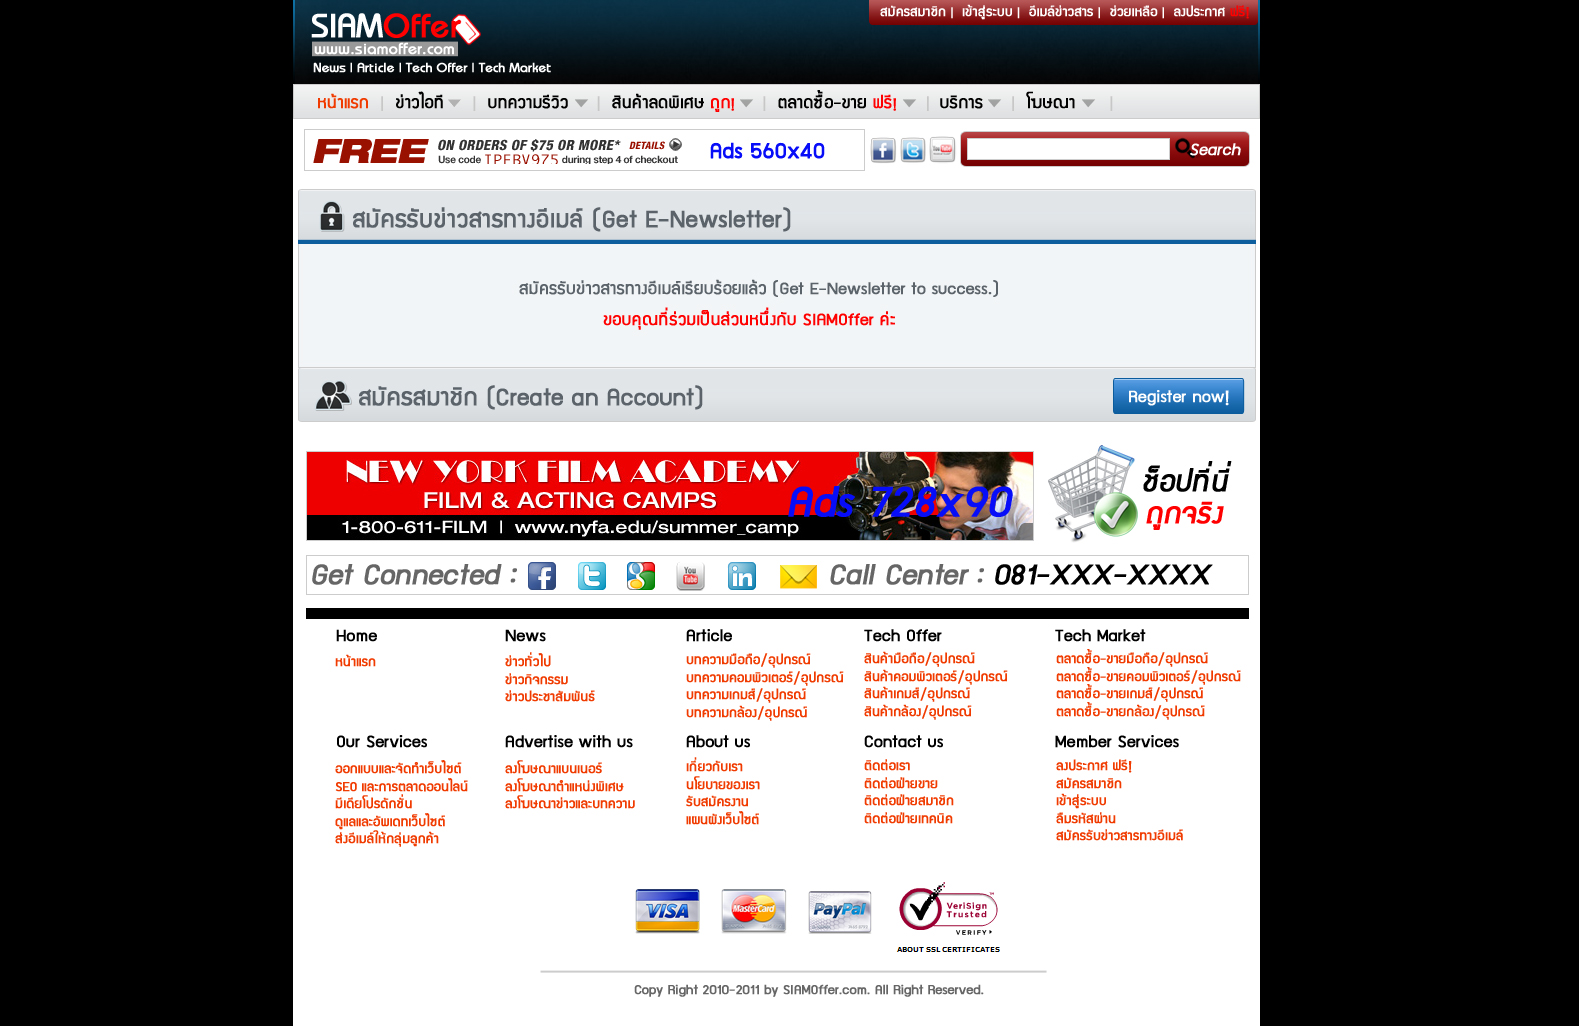 สมัครสมาชิก | เข้าสู่ระบบ | อีเมล์ข่าวสาร | ช่วยเหลือ | ลงประกาศ ฟรี!
SIAMOffer
www.siamoffer.com
News | Article | Tech Offer | Tech Market
หน้าแรก | ข่าวไอที | บทความรีวิว | สินค้าลดพิเศษ ถูก! | ตลาดซื้อ-ขาย ฟรี! | บริการ | โฆษณา |
FREE ON ORDERS OF $75 OR MORE* DETAILS
Use code TPFBV975 during step 4 of checkout
Ads 560x40
You Tube
Search
สมัครรับข่าวสารทางอีเมล์ (Get E-Newsletter)
สมัครรับข่าวสารทางอีเมล์เรียบร้อยแล้ว (Get E-Newsletter to success.)
ขอบคุณที่ร่วมเป็นส่วนหนึ่งกับ SIAMOffer ค่ะ
สมัครสมาชิก (Create an Account)
Register now!
NEW YORK FILM ACADEMY
FILM & ACTING CAMPS
1-800-611-FILM | www.nyfa.edu/summer_camp
Ads 728x90
ช็อปที่นี่
ถูกจริง
Get Connected : You Tube Call Center : 081-XXX-XXXX
Home
หน้าแรก
News
ข่าวทั่วไป
ข่าวกิจกรรม
ข่าวประชาสัมพันธ์
Article
บทความมือถือ/อุปกรณ์
บทความคอมพิวเตอร์/อุปกรณ์
บทความเกมส์/อุปกรณ์
บทความกล้อง/อุปกรณ์
Tech Offer
สินค้ามือถือ/อุปกรณ์
สินค้าคอมพิวเตอร์/อุปกรณ์
สินค้าเกมส์/อุปกรณ์
สินค้ากล้อง/อุปกรณ์
Tech Market
ตลาดซื้อ-ขายมือถือ/อุปกรณ์
ตลาดซื้อ-ขายคอมพิวเตอร์/อุปกรณ์
ตลาดซื้อ-ขายเกมส์/อุปกรณ์
ตลาดซื้อ-ขายกล้อง/อุปกรณ์
Our Services
ออกแบบและจัดทำเว็บไซต์
SEO และการตลาดออนไลน์
มีเดียโปรดักชั่น
ดูแลและอัพเดทเว็บไซต์
ส่งอีเมล์ให้กลุ่มลูกค้า
Advertise with us
ลงโฆษณาแบนเนอร์
ลงโฆษณาตำแหน่งพิเศษ
ลงโฆษณาข่าวและบทความ
About us
เกี่ยวกับเรา
นโยบายของเรา
รับสมัครงาน
แผนผังเว็บไซต์
Contact us
ติดต่อเรา
ติดต่อฝ่ายขาย
ติดต่อฝ่ายสมาชิก
ติดต่อฝ่ายเทคนิค
Member Services
ลงประกาศ ฟรี!
สมัครสมาชิก
เข้าสู่ระบบ
ลืมรหัสผ่าน
สมัครรับข่าวสารทางอีเมล์
VISA
MasterCard
PayPal
VeriSign
Trusted
VERIFY
ABOUT SSL CERTIFICATES
Copy Right 2010-2011 by SIAMOffer.com. All Right Reserved.